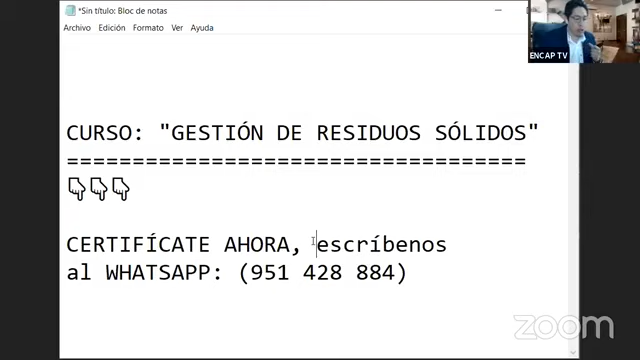 *Sin título: Bloc de notas
Archivo Edición Formato Ver Ayuda
ENCAP TV
CURSO: "GESTIÓN DE RESIDUOS SÓLIDOS"
===================================
👇👇👇
CERTIFÍCATE AHORA, escríbenos
al WHATSAPP: (951 428 884)
zoom